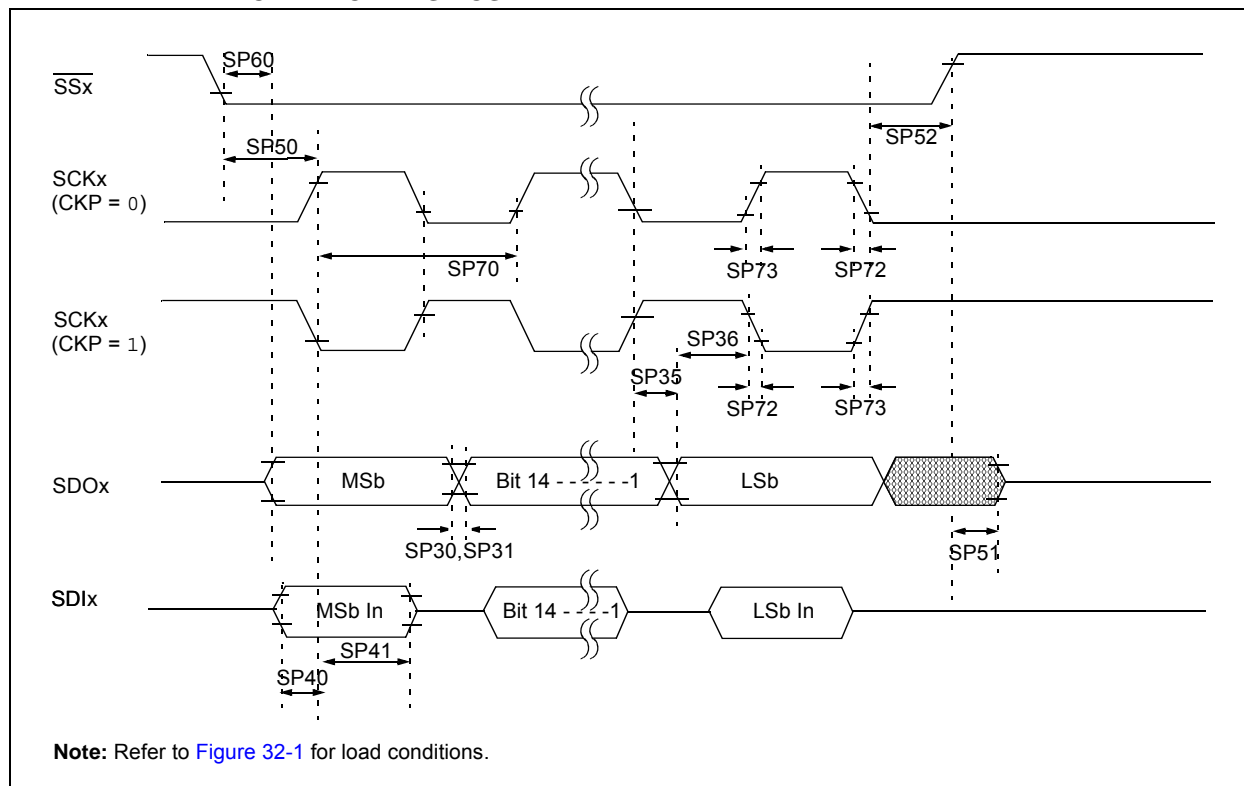 SP60
SSx
SP52
SP50
SCKx
(CKP = 0)
SP70
SP73
SP72
SCKx
(CKP = 1)
SP36
SP35
SP72
SP73
SDOx
MSb
Bit 14 - - - - - -1
LSb
SP30,SP31
SP51
SDIx
MSb In
Bit 14 - - - -1
LSb In
SP41
SP40
Note: Refer to Figure 32-1 for load conditions.